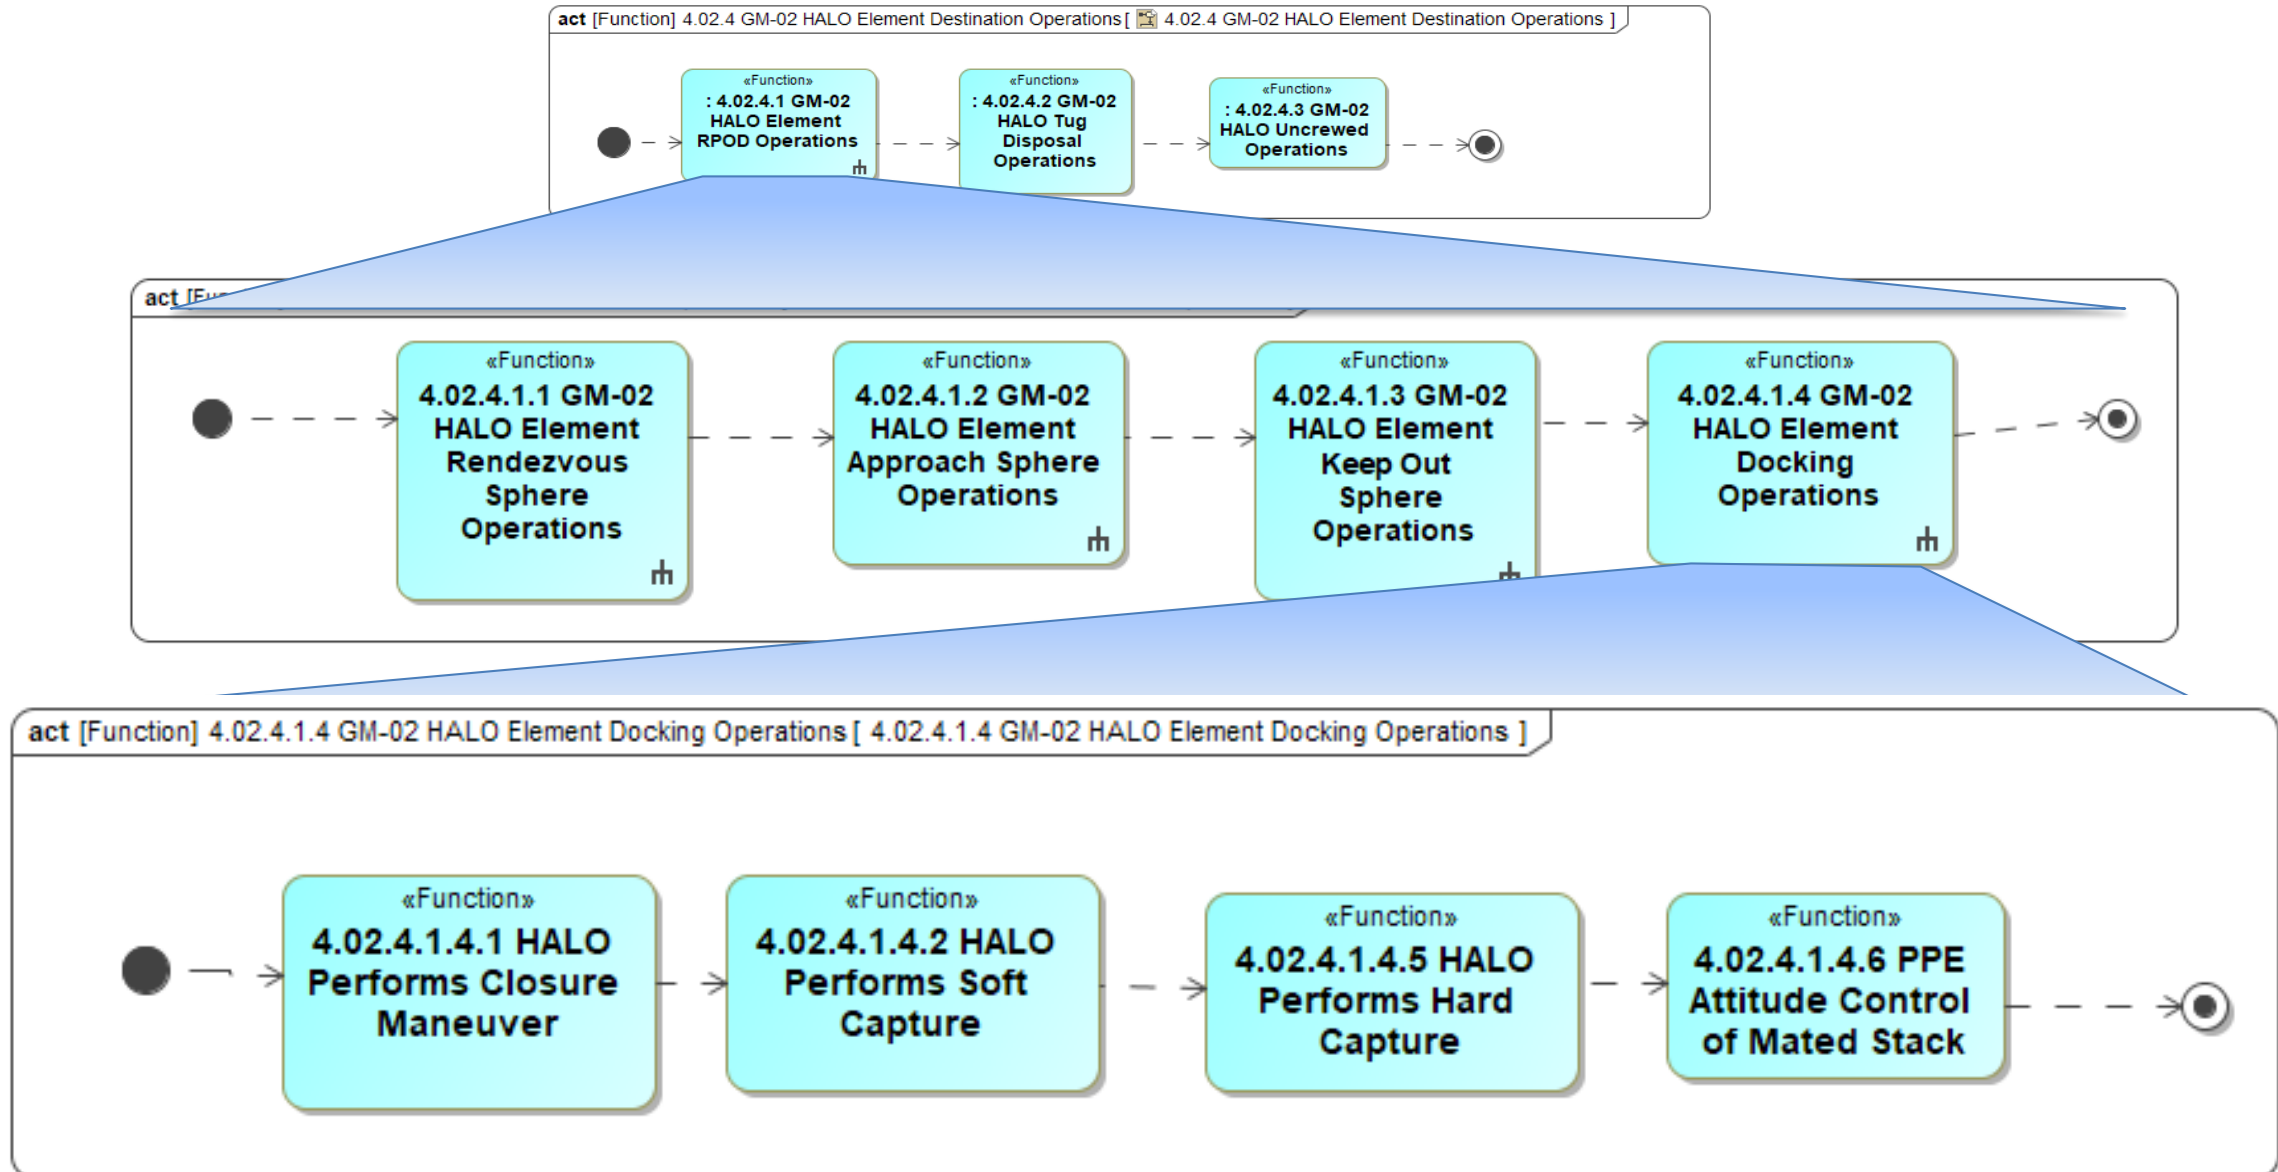 act [Function] 4.02.4 GM-02 HALO Element Destination Operations[ 4.02.4 GM-02 HALO Element Destination Operations ]
«Function»
: 4.02.4.1 GM-02
HALO Element
RPOD Operations
«Function»
: 4.02.4.2 GM-02
HALO Tug
Disposal
Operations
«Function»
: 4.02.4.3 GM-02
HALO Uncrewed
Operations
act
«Function»
4.02.4.1.1 GM-02
HALO Element
Rendezvous
Sphere
Operations
«Function»
4.02.4.1.2 GM-02
HALO Element
Approach Sphere
Operations
«Function»
4.02.4.1.3 GM-02
HALO Element
Keep Out
Sphere
Operations
«Function»
4.02.4.1.4 GM-02
HALO Element
Docking
Operations
act [Function] 4.02.4.1.4 GM-02 HALO Element Docking Operations[ 4.02.4.1.4 GM-02 HALO Element Docking Operations ]
«Function»
4.02.4.1.4.1 HALO
Performs Closure
Maneuver
«Function»
4.02.4.1.4.2 HALO
Performs Soft
Capture
«Function»
4.02.4.1.4.5 HALO
Performs Hard
Capture
«Function»
4.02.4.1.4.6 PPE
Attitude Control
of Mated Stack